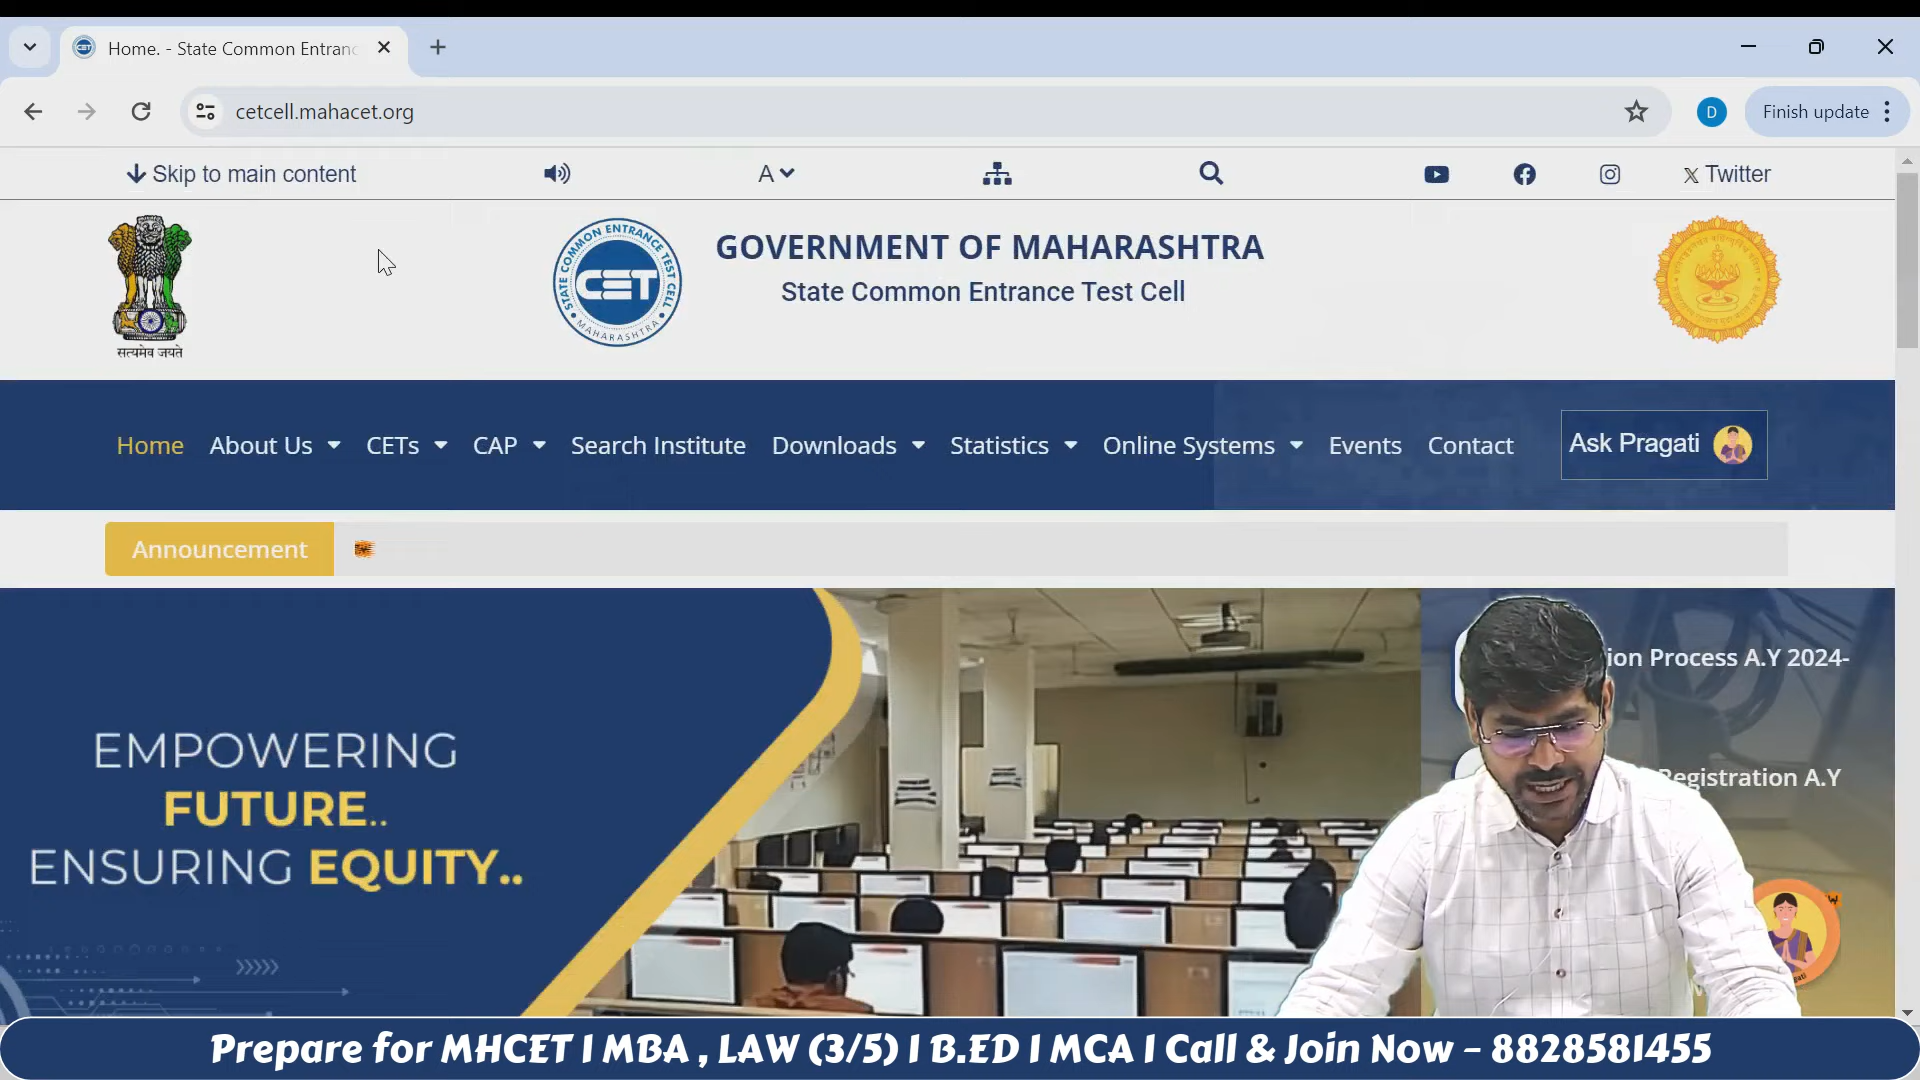 Home. - State Common Entranc
cetcell.mahacet.org
D
Finish update
Skip to main content
A
X Twitter
सत्यमेव जयते
STATE COMMON ENTRANCE TEST CELL
CET
MAHARASHTRA
GOVERNMENT OF MAHARASHTRA
State Common Entrance Test Cell
Home About Us CETs CAP Search Institute Downloads Statistics Online Systems Events Contact Ask Pragati
Announcement
EMPOWERING
FUTURE..
ENSURING EQUITY..
ion Process A.Y 2024-
Registration A.Y
Prepare for MHCET I MBA , LAW (3/5) I B.ED I MCA I Call & Join Now - 8828581455